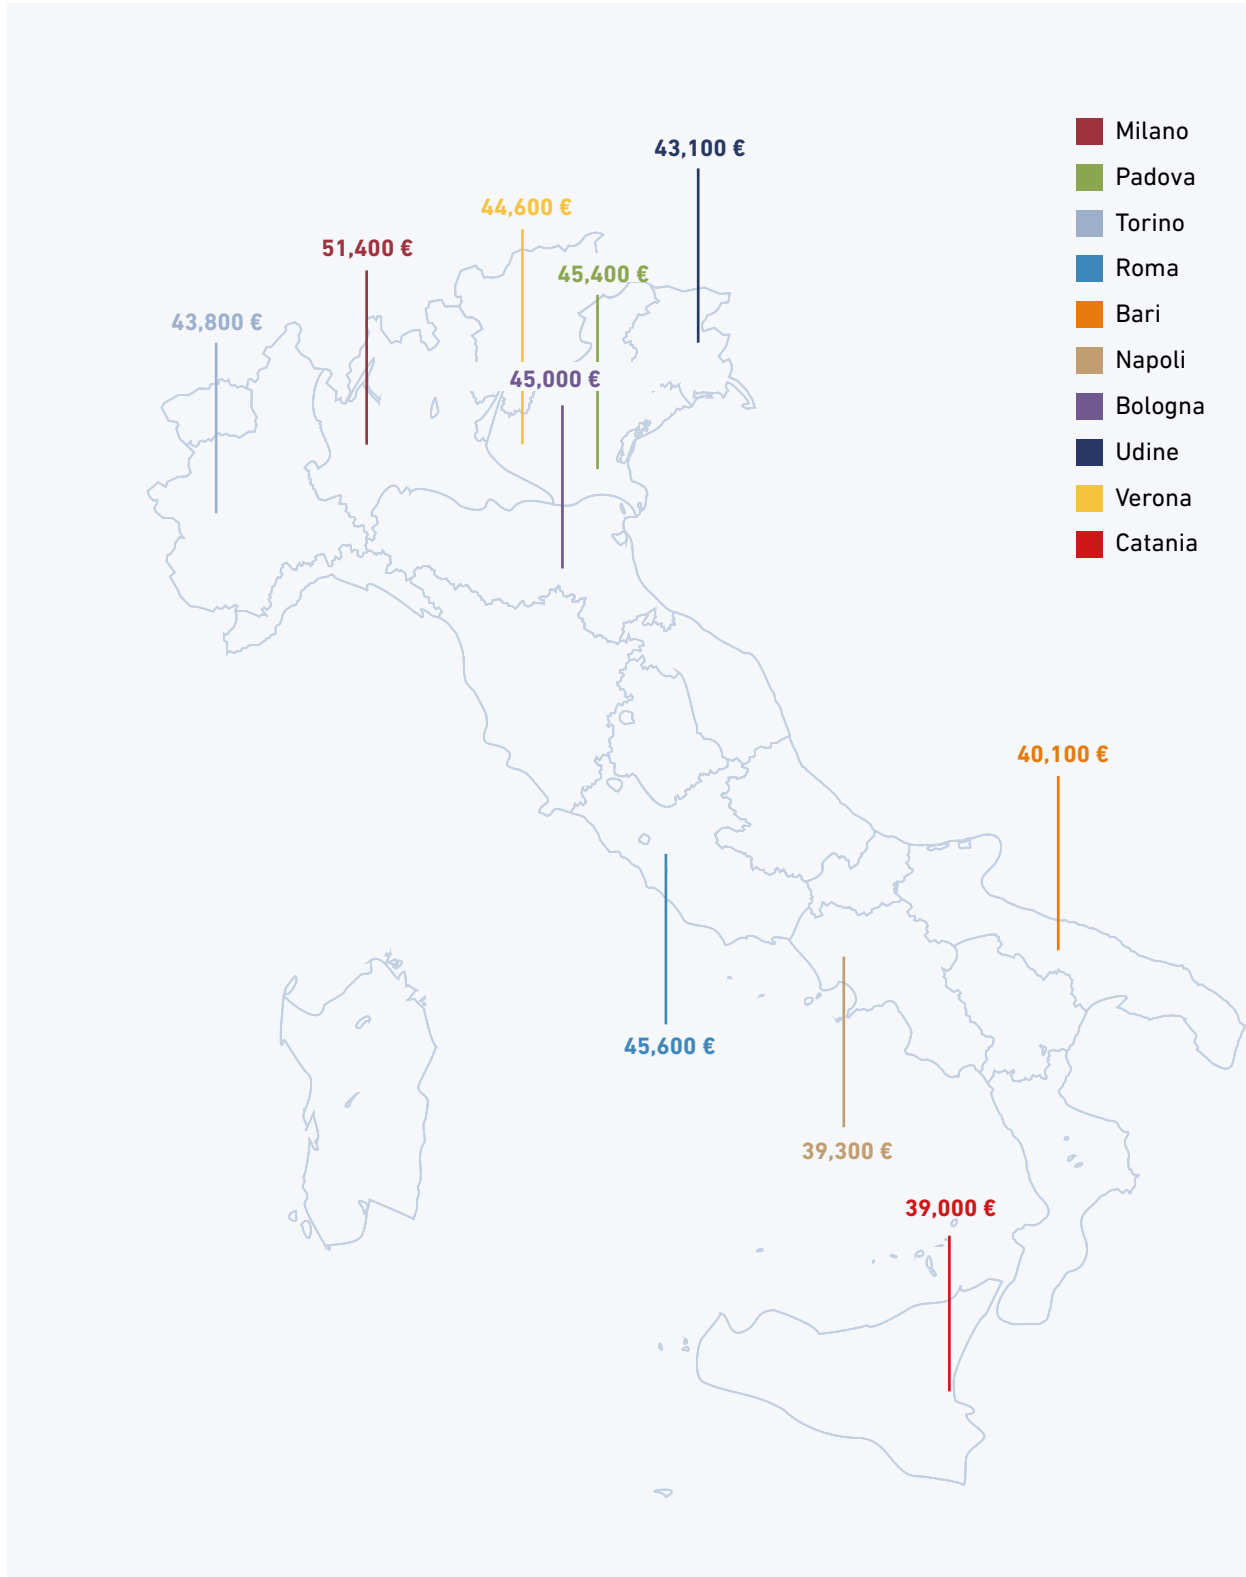 Milano
Padova
Torino
Roma
Bari
Napoli
Bologna
Udine
Verona
Catania
43,100 €
44,600 €
51,400 €
45,400 €
43,800 €
45,000 €
40,100 €
45,600 €
39,300 €
39,000 €